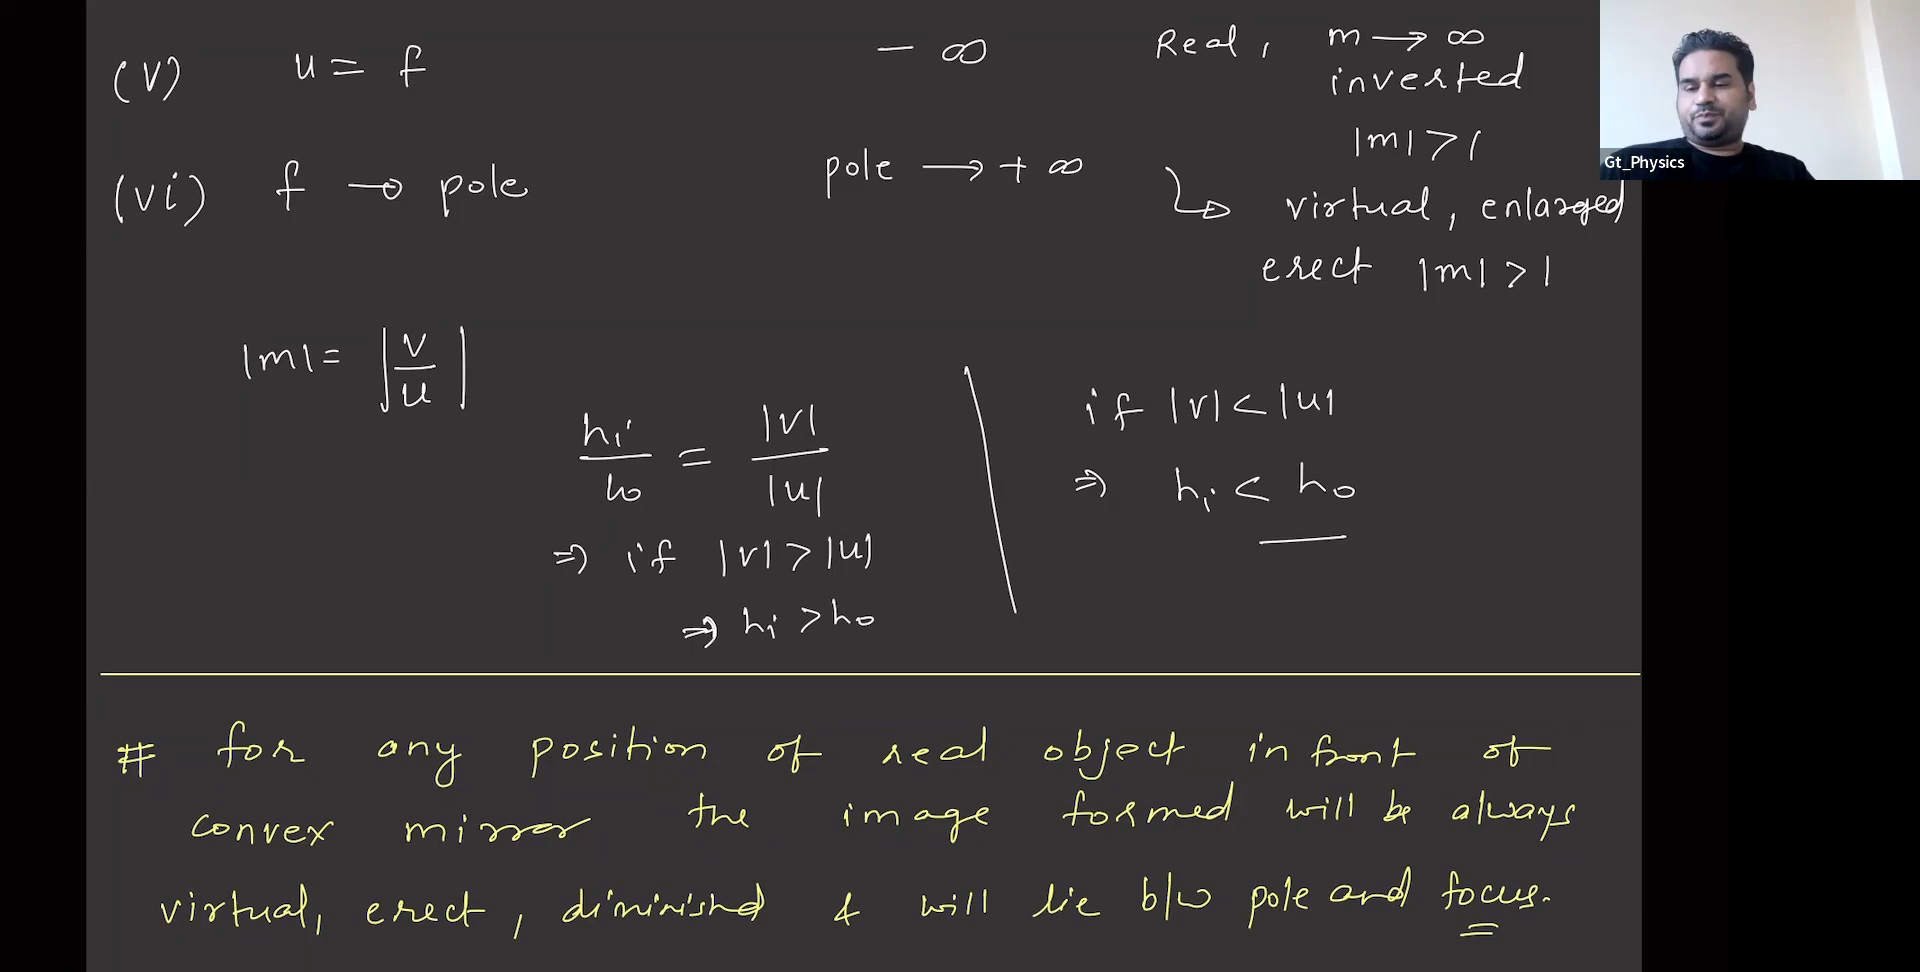 (v) u = f − ∞ Real, m → ∞
inverted
|m| > 1
(vi) f → pole pole → + ∞
↳ virtual, enlarged
erect |m| > 1
|m| = |v/u|
hi/ho = |v|/|u|
⇒ if |v| > |u|
⇒ hi > ho
if |v| < |u|
⇒ hi < ho
# for any position of real object in front of
convex mirror the image formed will be always
virtual, erect, diminished & will lie b/w pole and focus.
Gt_Physics